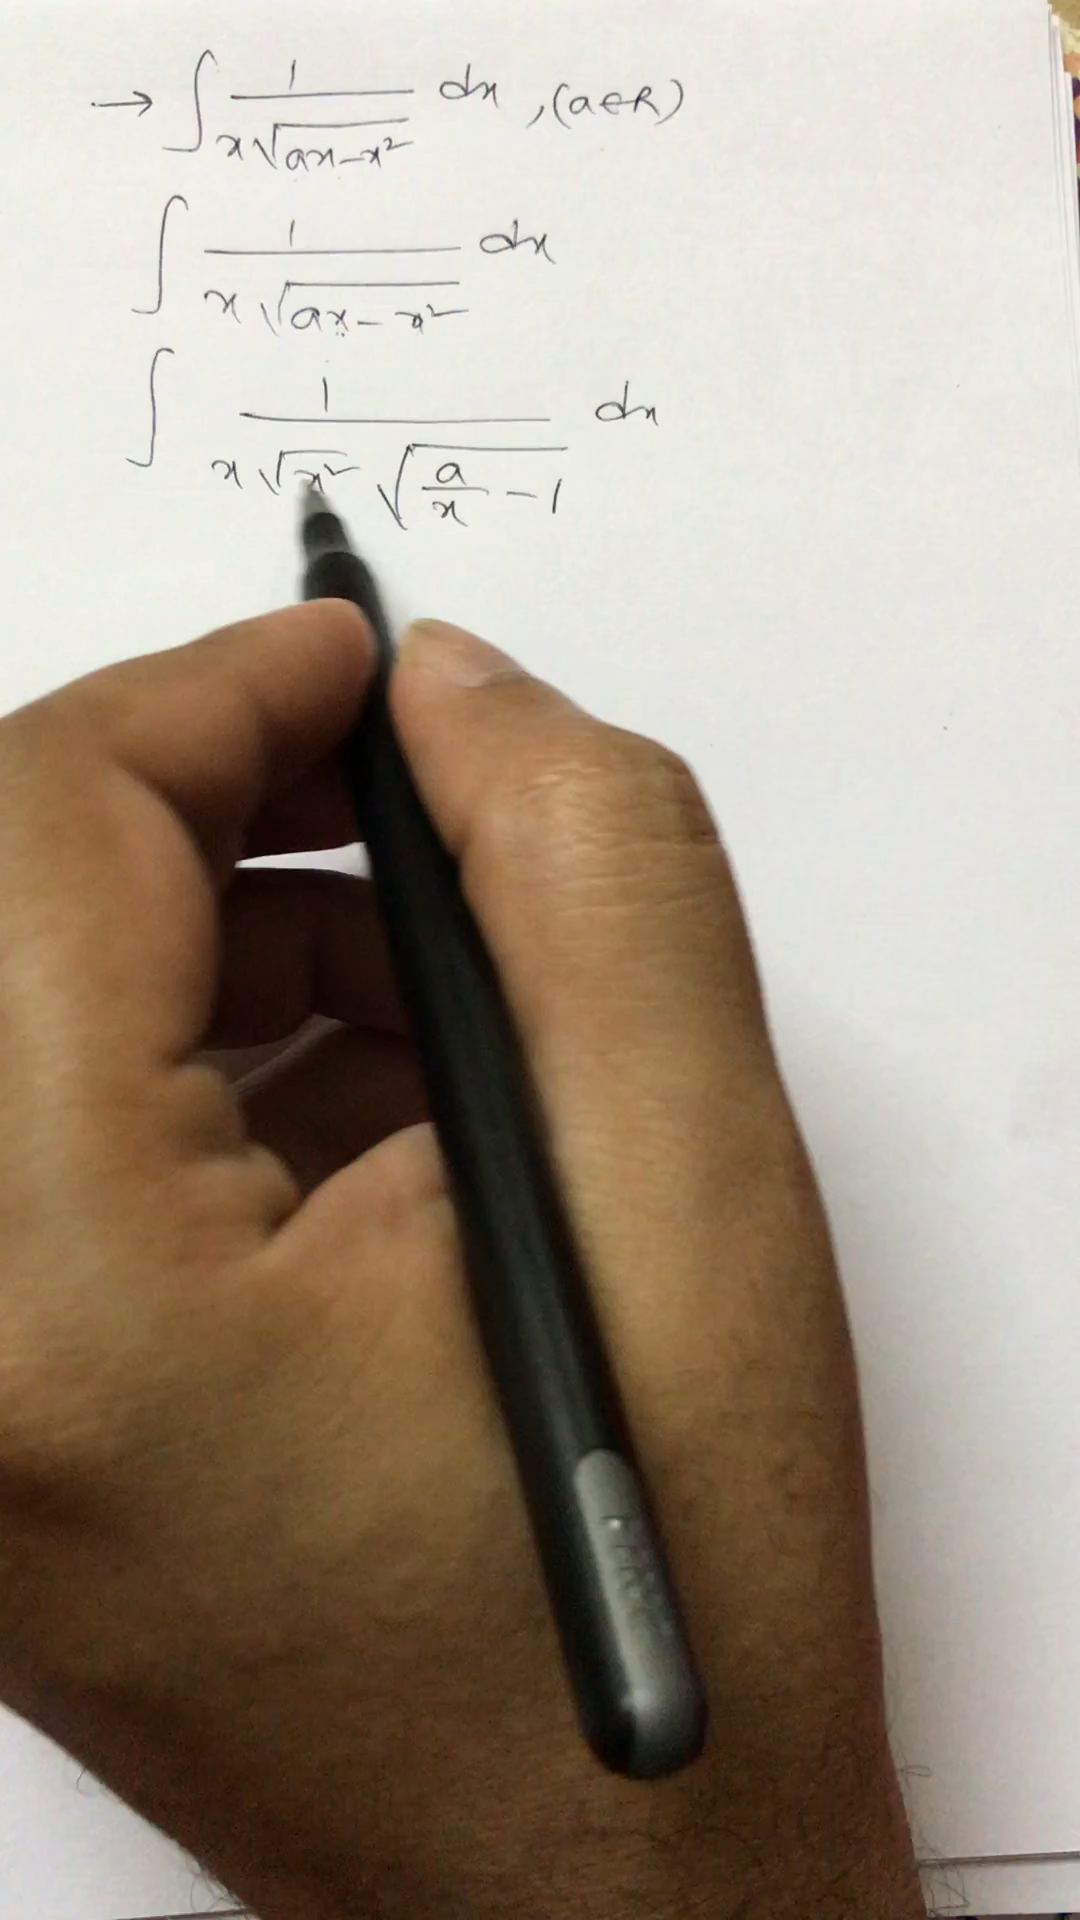 → ∫ 1/(x√(ax-x²)) dx, (a∈R)
∫ 1/(x√(ax-x²)) dx
∫ 1/(x√x² √(a/x - 1)) dx